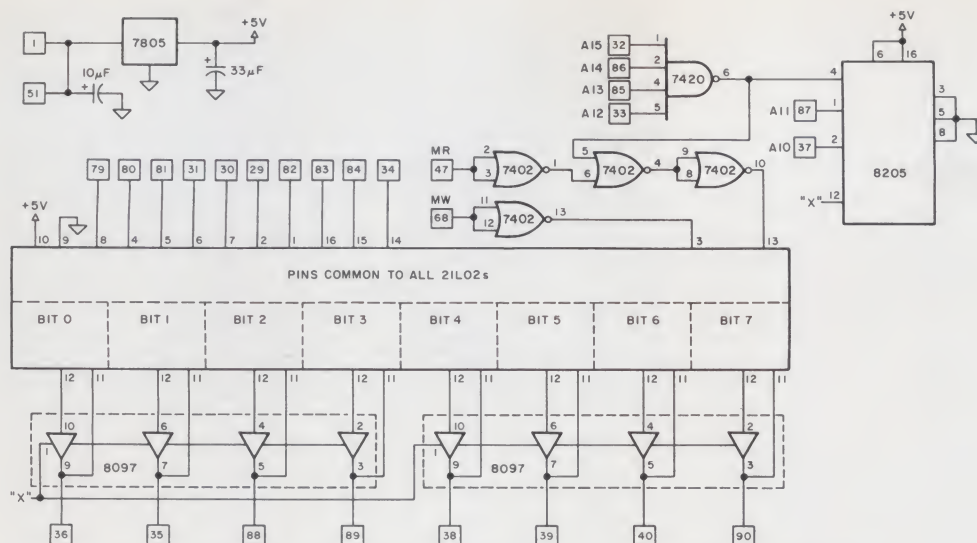 +5V
1
7805
51
10µF
+
+
33µF
A15 32 1
A14 86 2
A13 85 4
A12 33 5
7420
6
+5V
6 16
4
A11 87 1
A10 37 2
"X" 12
3
5
8
8205
MR
47
2
3
7402
1
5
6
7402
4
9
8
7402
10
MW
68
11
12
7402
13
79 80 81 31 30 29 82 83 84 34
+5V
10 9 8 4 5 6 7 2 1 16 15 14 3 13
PINS COMMON TO ALL 21L02s
BIT 0 BIT 1 BIT 2 BIT 3 BIT 4 BIT 5 BIT 6 BIT 7
12 11 12 11 12 11 12 11 12 11 12 11 12 11 12 11
10 6 4 2 10 6 4 2
1 1
9 8097 7 5 3 9 8097 7 5 3
"X"
36 35 88 89 38 39 40 90